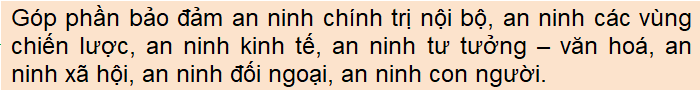 Góp phần bảo đảm an ninh chính trị nội bộ, an ninh các vùng
chiến lược, an ninh kinh tế, an ninh tư tưởng – văn hoá, an
ninh xã hội, an ninh đối ngoại, an ninh con người.